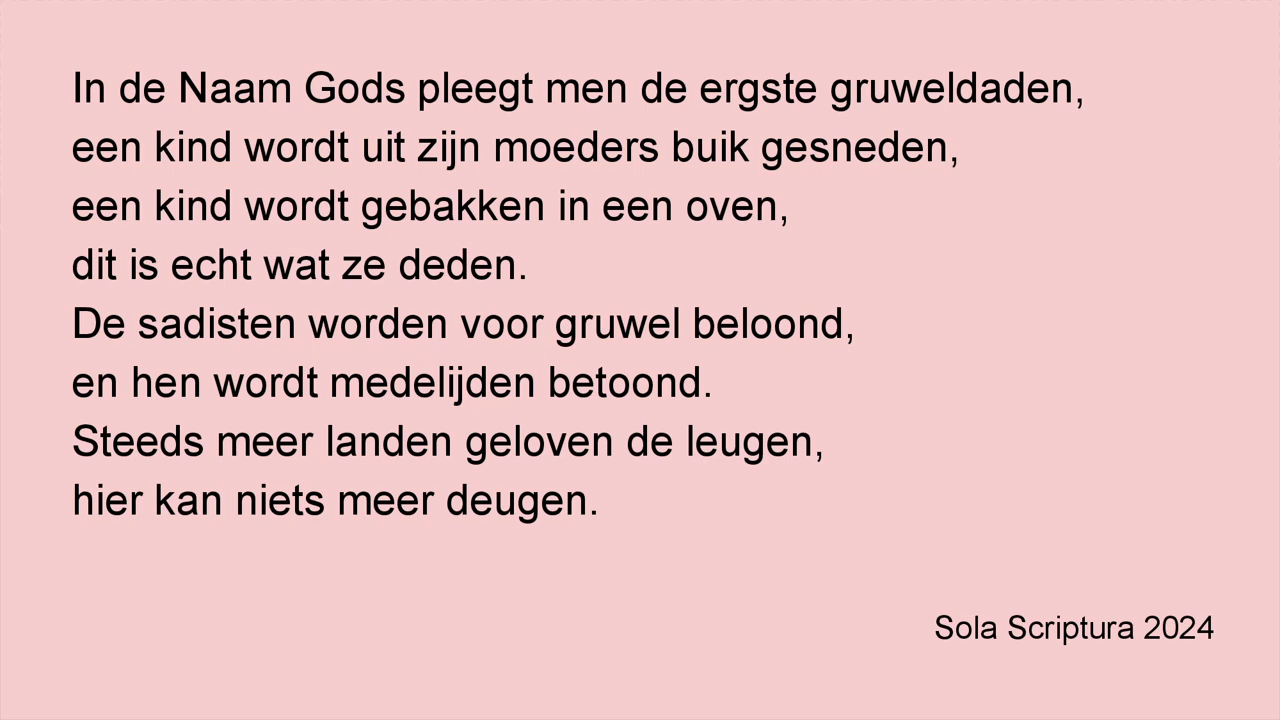 In de Naam Gods pleegt men de ergste gruweldaden,
een kind wordt uit zijn moeders buik gesneden,
een kind wordt gebakken in een oven,
dit is echt wat ze deden.
De sadisten worden voor gruwel beloond,
en hen wordt medelijden betoond.
Steeds meer landen geloven de leugen,
hier kan niets meer deugen.
Sola Scriptura 2024